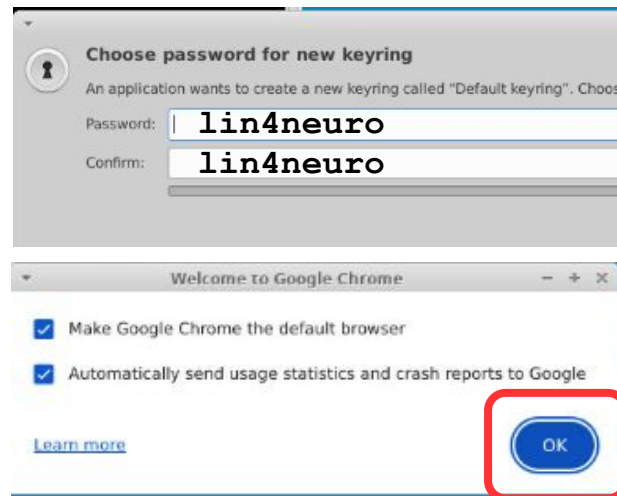 Choose password for new keyring
An application wants to create a new keyring called "Default keyring". Choos
Password: lin4neuro
Confirm: lin4neuro
Welcome to Google Chrome
Make Google Chrome the default browser
Automatically send usage statistics and crash reports to Google
Learn more OK